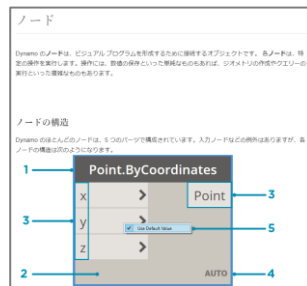 ノード
Dynamo のノードは、ビジュアル プログラムを形成するために接続するオブジェクトです。 各ノードは、特
定の操作を実行します。操作には、数値の保存といった単純なものもあれば、ジオメトリの作成やクエリーの
実行といった複雑なものもあります。
ノードの構造
Dynamo のほとんどのノードは、5 つのパーツで構成されています。入力ノードなどの例外はありますが、各
ノードの構造は次のようになります。
1
Point.ByCoordinates
x >
Point
3
3
y >
Use Default Value
5
z >
2
AUTO
4